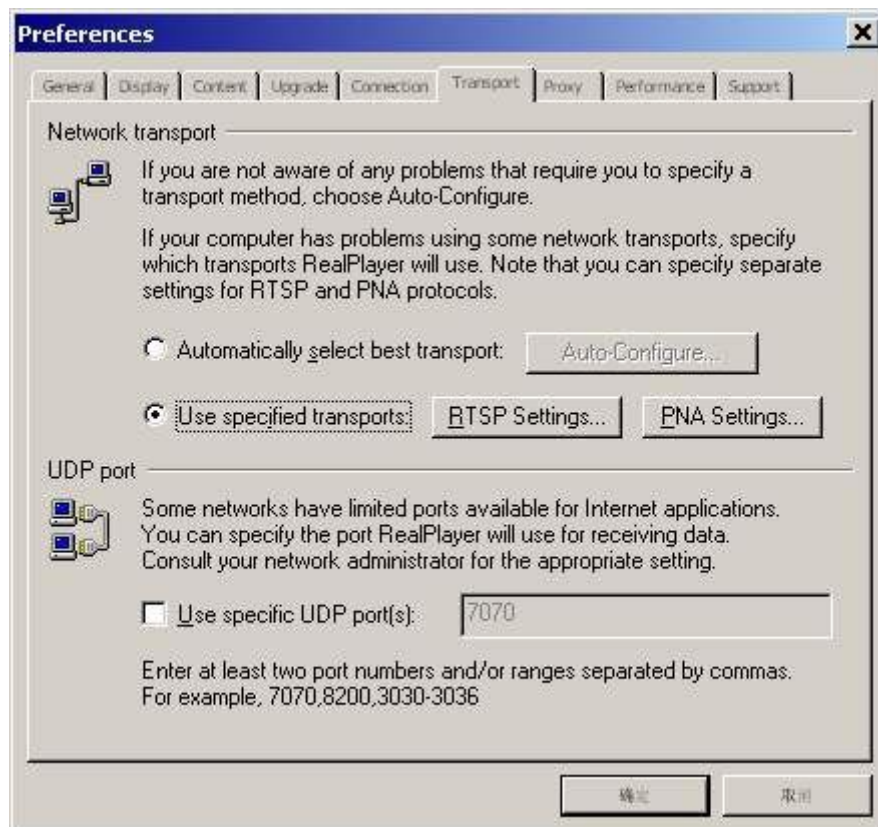 Preferences
General Display Content Upgrade Connection Transport Proxy Performance Support
Network transport
If you are not aware of any problems that require you to specify a
transport method, choose Auto-Configure.
If your computer has problems using some network transports, specify
which transports RealPlayer will use. Note that you can specify separate
settings for RTSP and PNA protocols.
Automatically select best transport: Auto-Configure...
Use specified transports: RTSP Settings... PNA Settings...
UDP port
Some networks have limited ports available for Internet applications.
You can specify the port RealPlayer will use for receiving data.
Consult your network administrator for the appropriate setting.
Use specific UDP port(s): 7070
Enter at least two port numbers and/or ranges separated by commas.
For example, 7070,8200,3030-3036
确定 取消